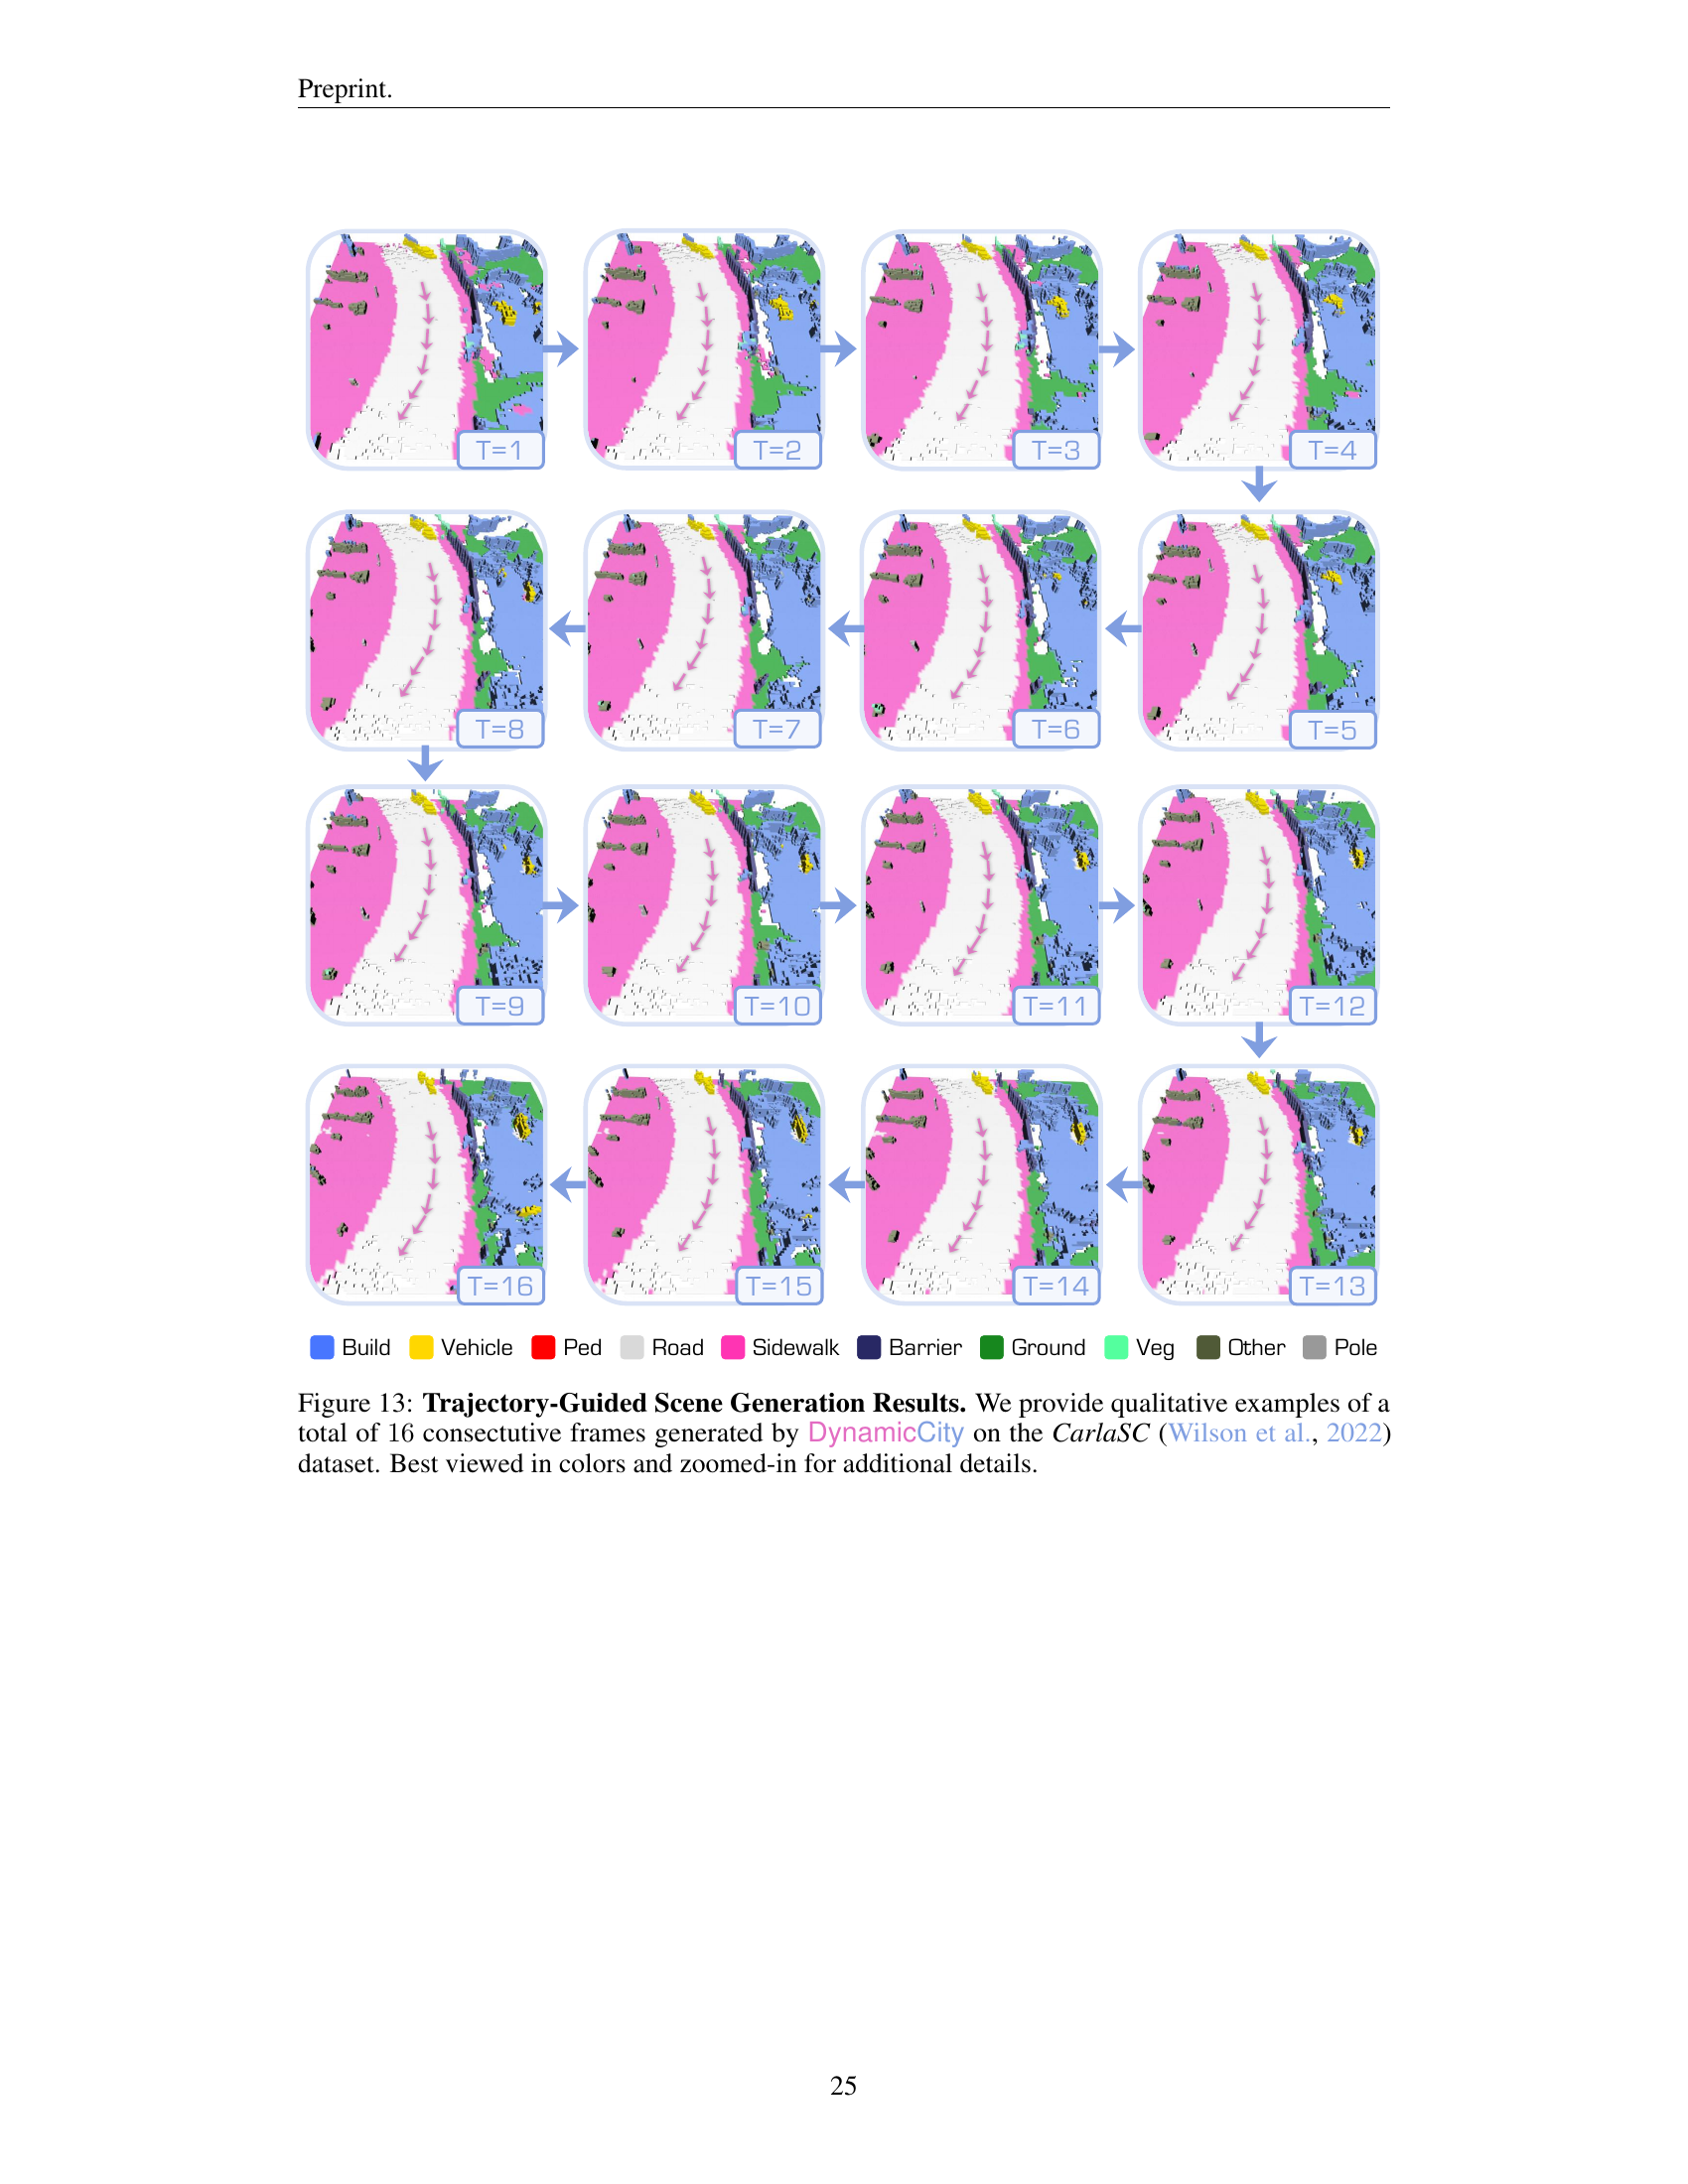 Preprint.
T=1 T=2 T=3 T=4
T=8 T=7 T=6 T=5
T=9 T=10 T=11 T=12
T=16 T=15 T=14 T=13
Build Vehicle Ped Road Sidewalk Barrier Ground Veg Other Pole
Figure 13: Trajectory-Guided Scene Generation Results. We provide qualitative examples of a
total of 16 consectutive frames generated by DynamicCity on the CarlaSC (Wilson et al., 2022)
dataset. Best viewed in colors and zoomed-in for additional details.
25